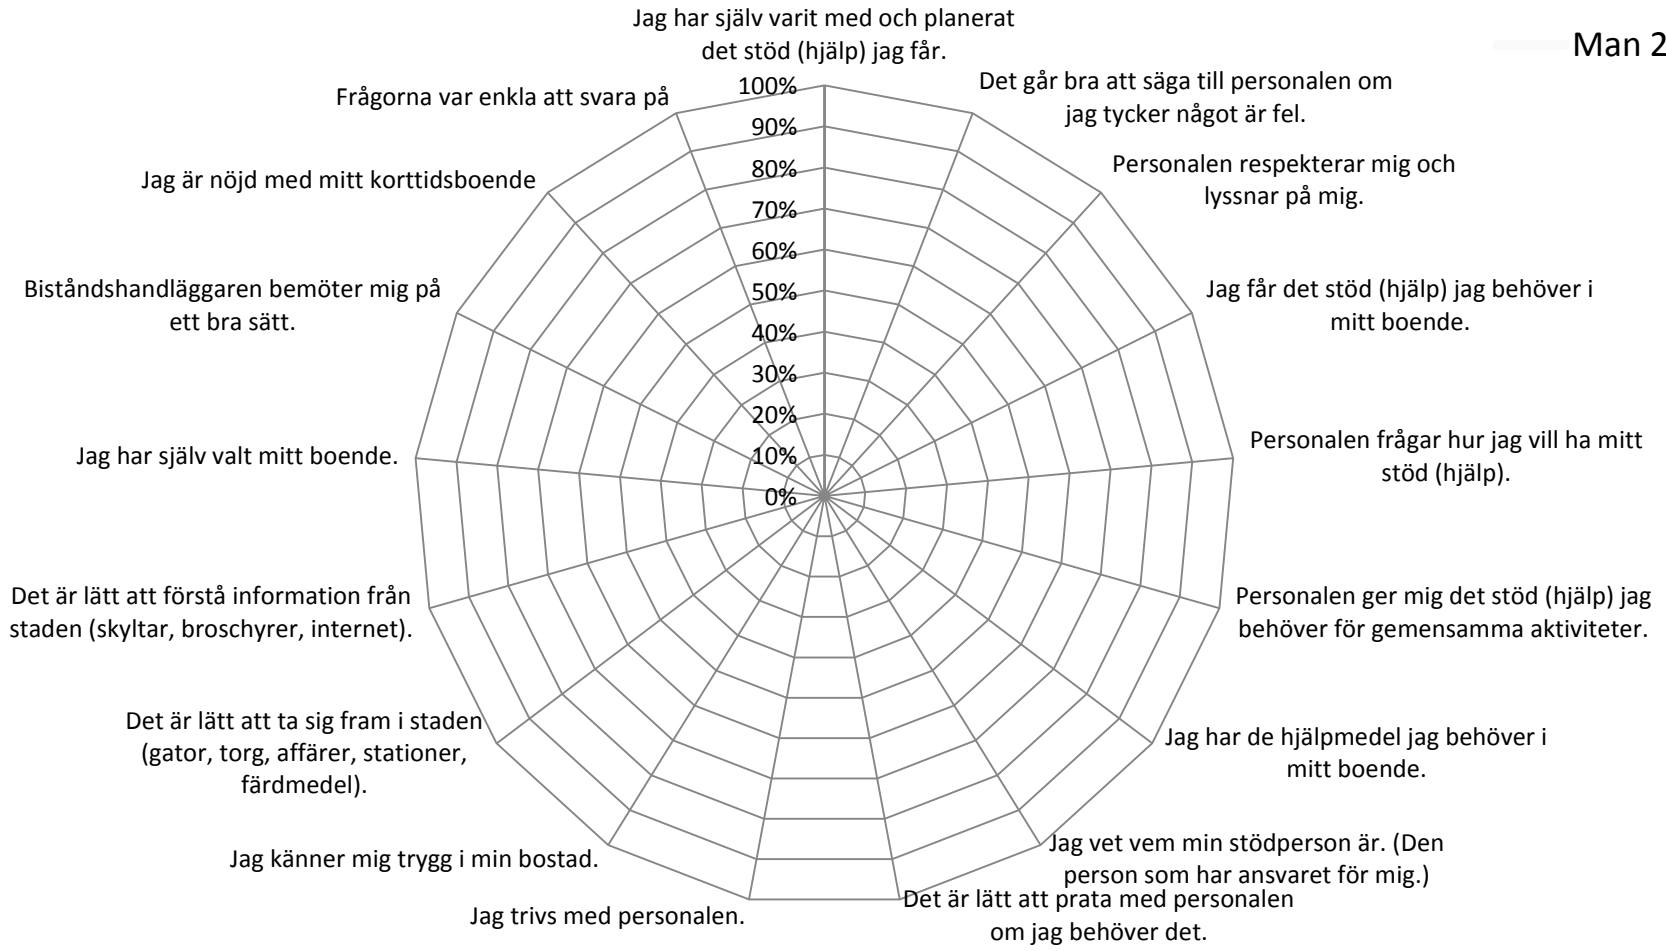 Jag har själv varit med och planerat
det stöd (hjälp) jag får.
Man 2
Det går bra att säga till personalen om
jag tycker något är fel.
Personalen respekterar mig och
lyssnar på mig.
Jag får det stöd (hjälp) jag behöver i
mitt boende.
Personalen frågar hur jag vill ha mitt
stöd (hjälp).
Personalen ger mig det stöd (hjälp) jag
behöver för gemensamma aktiviteter.
Jag har de hjälpmedel jag behöver i
mitt boende.
Jag vet vem min stödperson är. (Den
person som har ansvaret för mig.)
Det är lätt att prata med personalen
om jag behöver det.
Jag trivs med personalen.
Jag känner mig trygg i min bostad.
Det är lätt att ta sig fram i staden
(gator, torg, affärer, stationer,
färdmedel).
Det är lätt att förstå information från
staden (skyltar, broschyrer, internet).
Jag har själv valt mitt boende.
Biståndshandläggaren bemöter mig på
ett bra sätt.
Jag är nöjd med mitt korttidsboende
Frågorna var enkla att svara på
100%
90%
80%
70%
60%
50%
40%
30%
20%
10%
0%